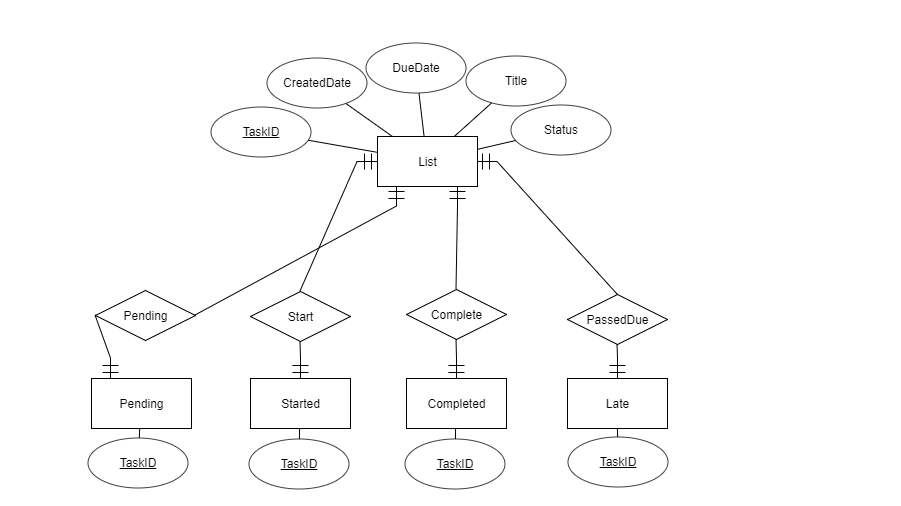 DueDate
CreatedDate
Title
TaskID
Status
List
Pending
Start
Complete
PassedDue
Pending
Started
Completed
Late
TaskID
TaskID
TaskID
TaskID